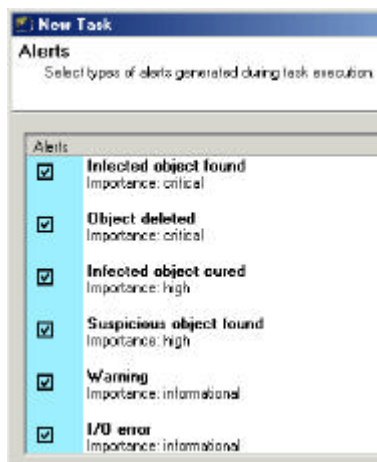 New Task
Alerts
Select types of alerts generated during task execution.
Alerts
Infected object found
Importance: critical
Object deleted
Importance: critical
Infected object cured
Importance: high
Suspicious object found
Importance: high
Warning
Importance: informational
I/O error
Importance: informational